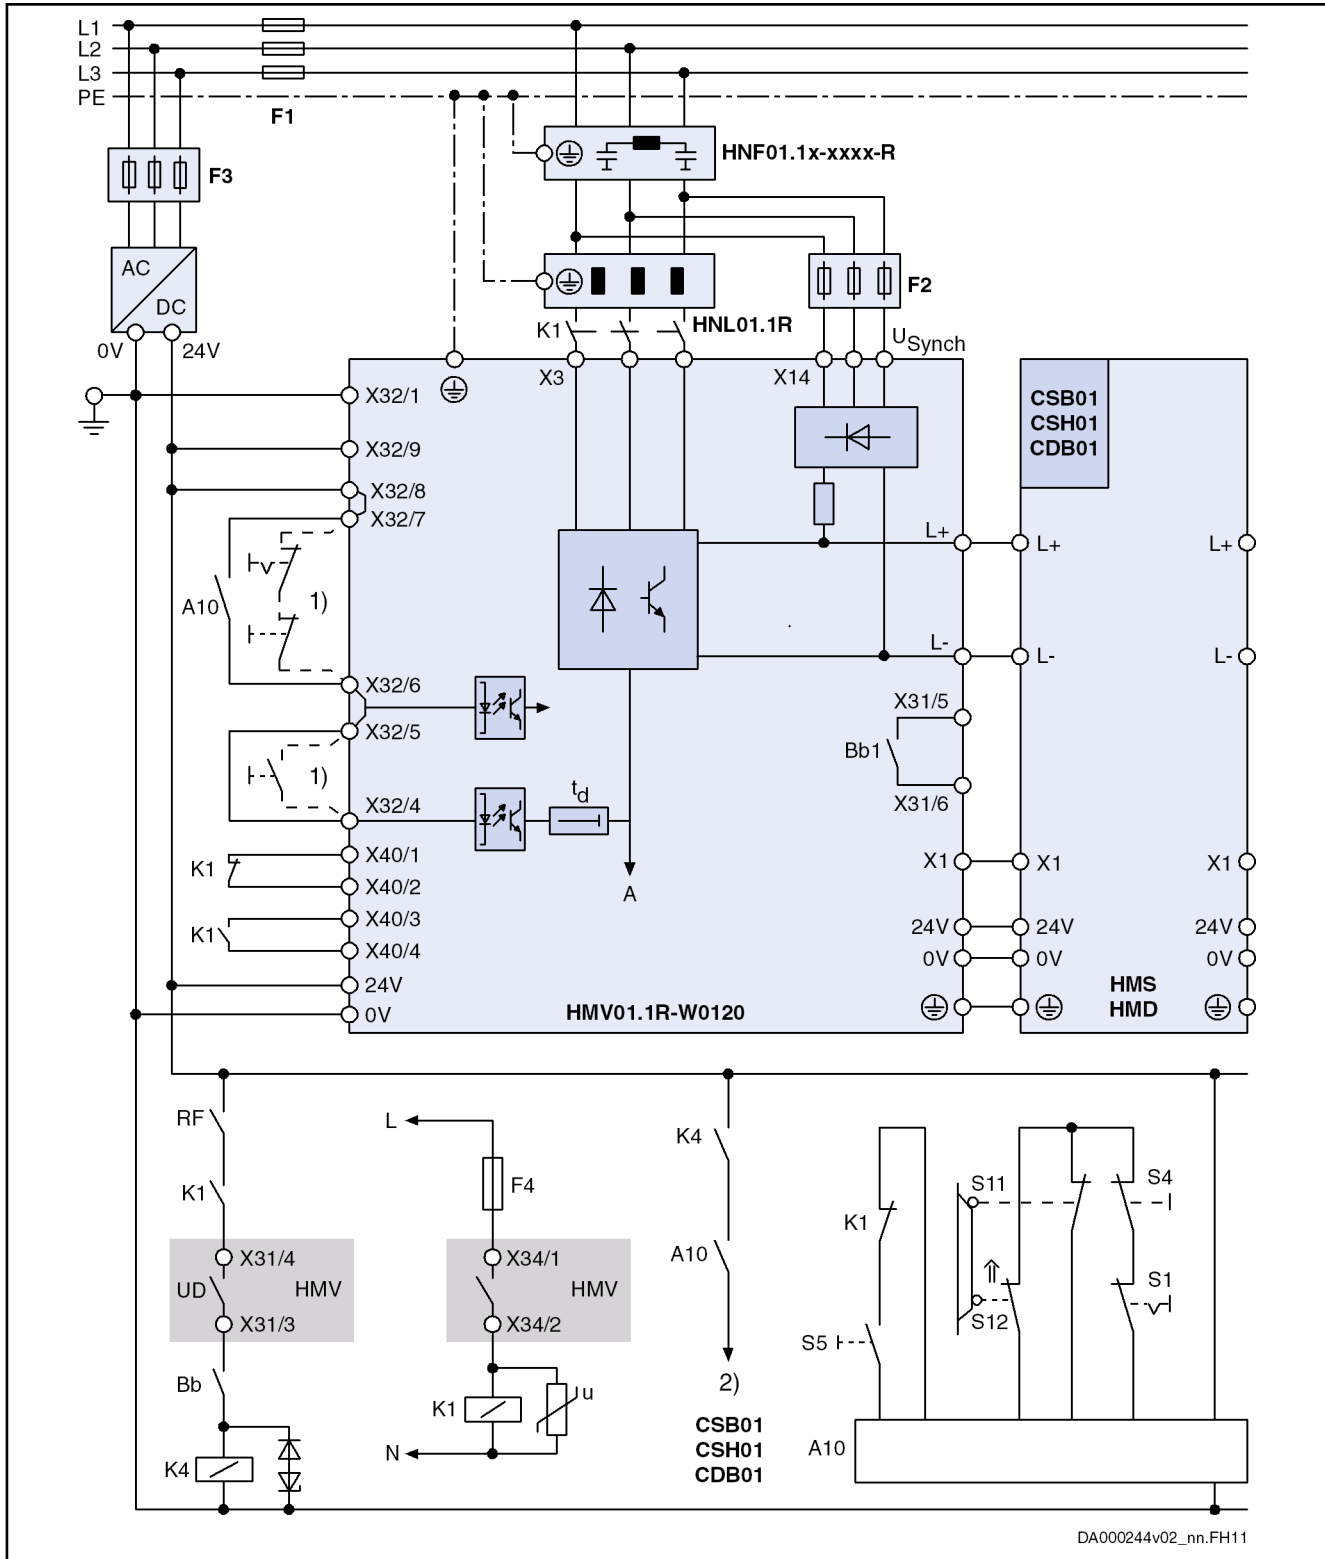 L1
L2
L3
PE
F1
F3
HNF01.1x-xxxx-R
AC
DC
F2
HNL01.1R
K1
0V
24V
USynch
X3
X14
X32/1
X32/9
X32/8
X32/7
CSB01
CSH01
CDB01
L+
L+
L+
A10
1)
L-
L-
L-
X32/6
X31/5
X32/5
Bb1
1)
td
X31/6
X32/4
X40/1
K1
X40/2
X1
X1
X1
A
X40/3
K1
X40/4
24V
24V
24V
0V
0V
0V
24V
0V
HMV01.1R-W0120
HMS
HMD
RF
L
K4
K1
F4
S11
S4
K1
X31/4
UD
HMV
X31/3
X34/1
HMV
X34/2
A10
S1
S12
S5
Bb
2)
K1
u
CSB01
CSH01
CDB01
K4
N
A10
DA000244v02_nn.FH11